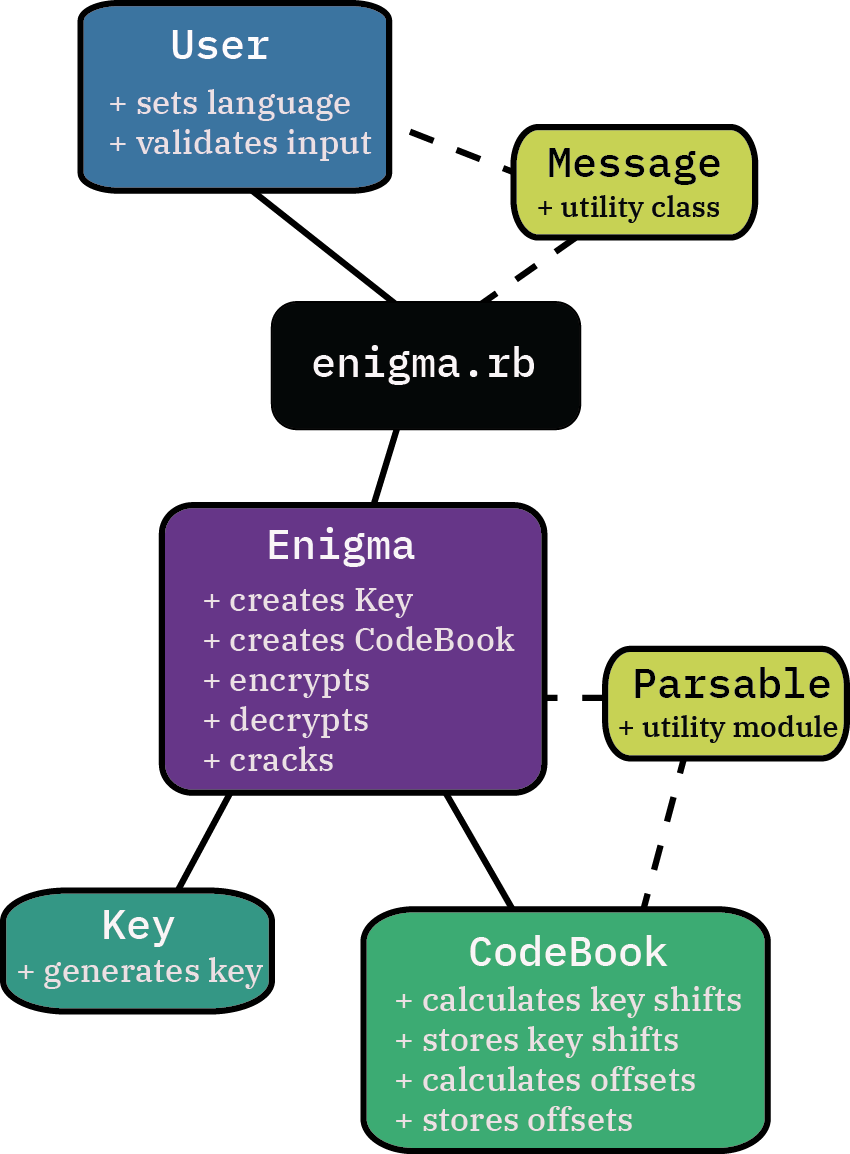 User
+ sets language
+ validates input
Message
+ utility class
enigma.rb
Enigma
+ creates Key
+ creates CodeBook
+ encrypts
+ decrypts
+ cracks
Parsable
+ utility module
Key
+ generates key
CodeBook
+ calculates key shifts
+ stores key shifts
+ calculates offsets
+ stores offsets